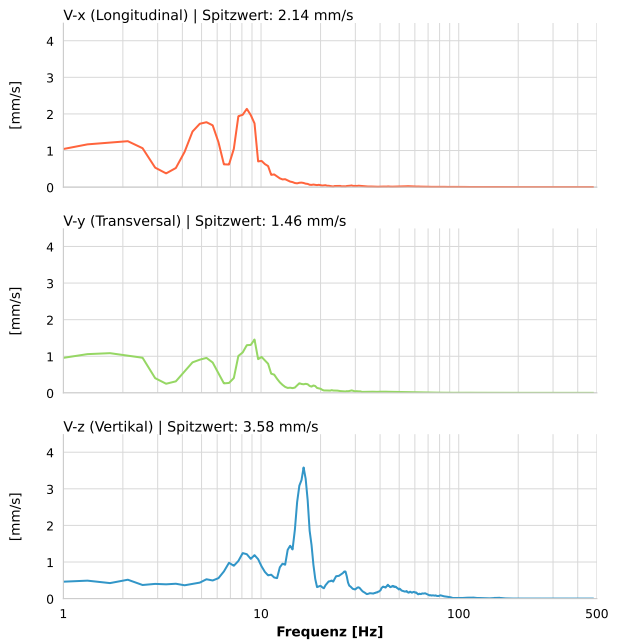 V-x (Longitudinal) | Spitzwert: 2.14 mm/s
4
3
[mm/s]
2
1
0
V-y (Transversal) | Spitzwert: 1.46 mm/s
4
3
[mm/s]
2
1
0
V-z (Vertikal) | Spitzwert: 3.58 mm/s
4
3
[mm/s]
2
1
0
1 10 100 500
Frequenz [Hz]